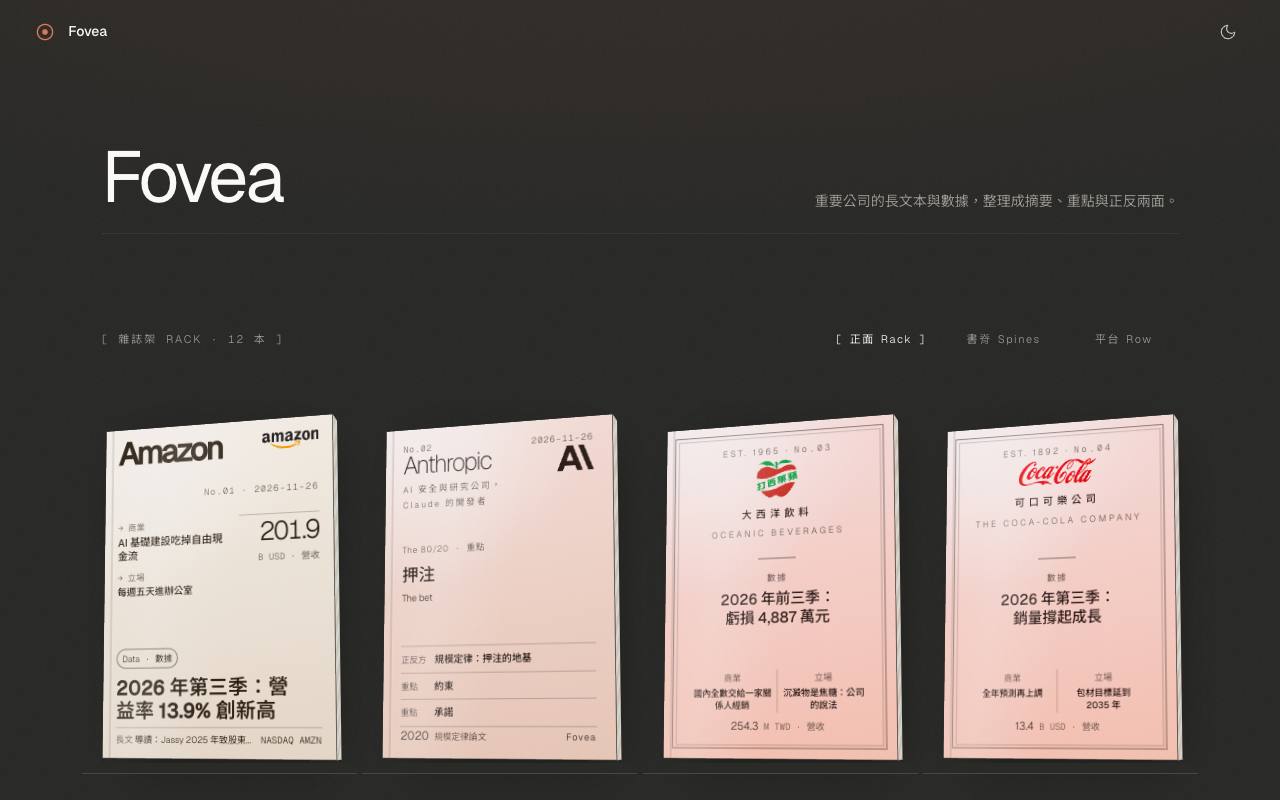 Fovea
Fovea
重要公司的長文本與數據，整理成摘要、重點與正反兩面。
[ 雜誌架 RACK · 12 本 ]
[ 正面 Rack ]
書脊 Spines
平台 Row
Amazon
amazon
No.01 · 2026-11-26
→ 商業
AI 基礎建設吃掉自由現
金流
→ 立場
每週五天進辦公室
201.9
B USD · 營收
Data · 數據
2026 年第三季：營
益率 13.9% 創新高
長文 導讀：Jassy 2025 年致股東…
NASDAQ AMZN
No.02
2026-11-26
Anthropic
A\
AI 安全與研究公司，
Claude 的開發者
The 80/20 · 重點
押注
The bet
正反方 規模定律：押注的地基
重點 約束
重點 承諾
2020 規模定律論文
Fovea
EST. 1965 · No.03
打西菓蘋
大西洋飲料
OCEANIC BEVERAGES
數據
2026 年前三季：
虧損 4,887 萬元
商業
國內全數交給一家關
係人經銷
立場
沉澱物是焦糖：公司
的說法
254.3 M TWD · 營收
EST. 1892 · No.04
Coca-Cola
可口可樂公司
THE COCA-COLA COMPANY
數據
2026 年第三季：
銷量撐起成長
商業
全年預測再上調
立場
包材目標延到
2035 年
13.4 B USD · 營收